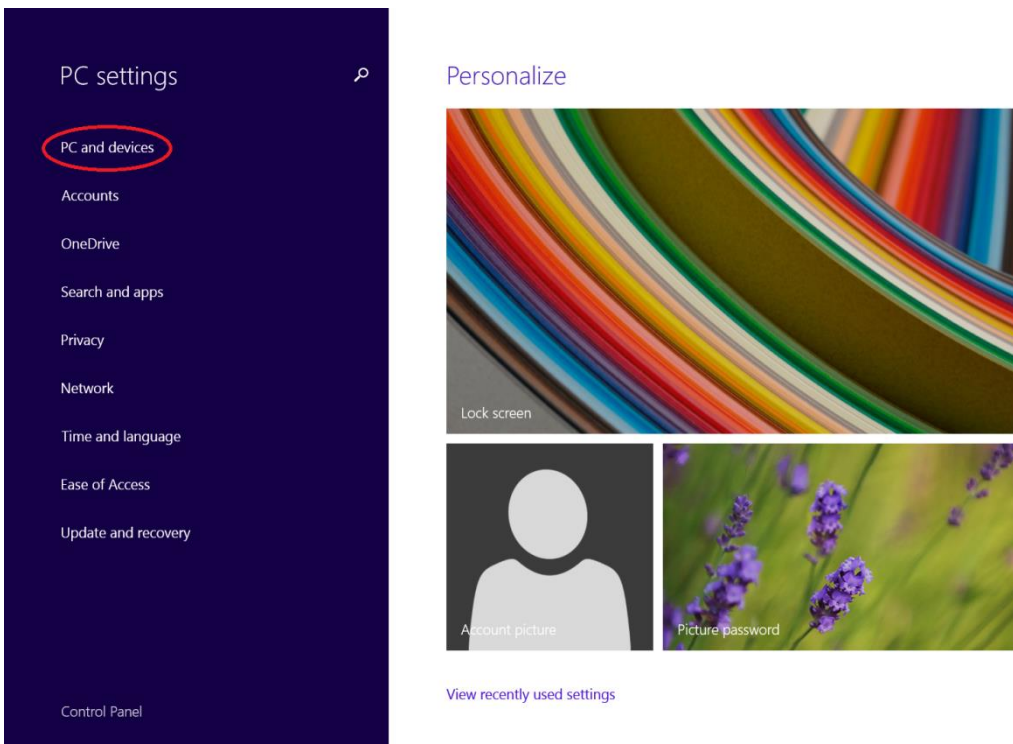 PC settings
PC and devices
Accounts
OneDrive
Search and apps
Privacy
Network
Time and language
Ease of Access
Update and recovery
Control Panel
Personalize
Lock screen
Account picture
Picture password
View recently used settings